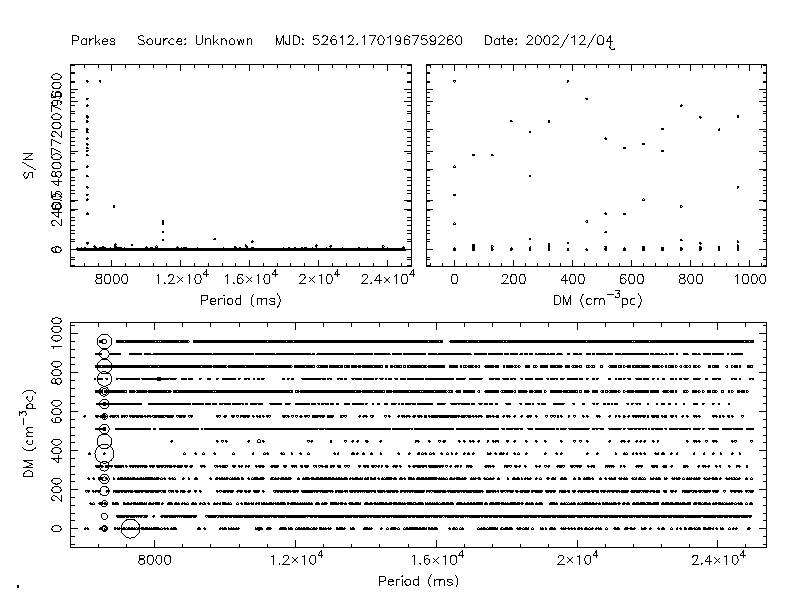 Parkes Source: Unknown MJD: 52612.170196759260 Date: 2002/12/04
S/N
0 4800
8000 1.2×10⁴ 1.6×10⁴ 2×10⁴ 2.4×10⁴
Period (ms)
0 200 400 600 800 1000
DM (cm⁻³pc)
DM (cm⁻³pc)
0 200 400 600 800 1000
8000 1.2×10⁴ 1.6×10⁴ 2×10⁴ 2.4×10⁴
Period (ms)